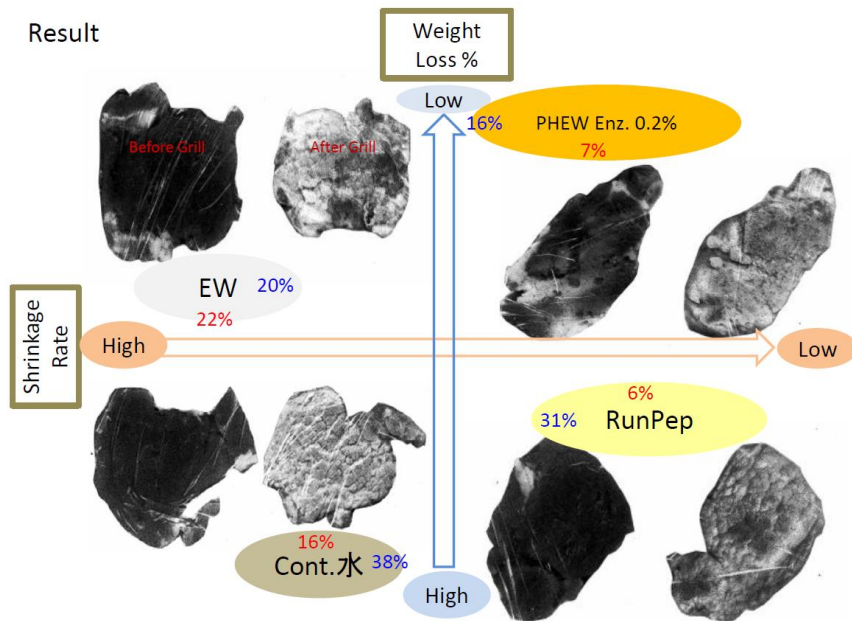 Result
Weight
Loss %
Low
16%
PHEW Enz. 0.2%
7%
Before Grill
After Grill
EW
20%
22%
Shrinkage
Rate
High
Low
6%
31%
RunPep
16%
Cont.水
38%
High